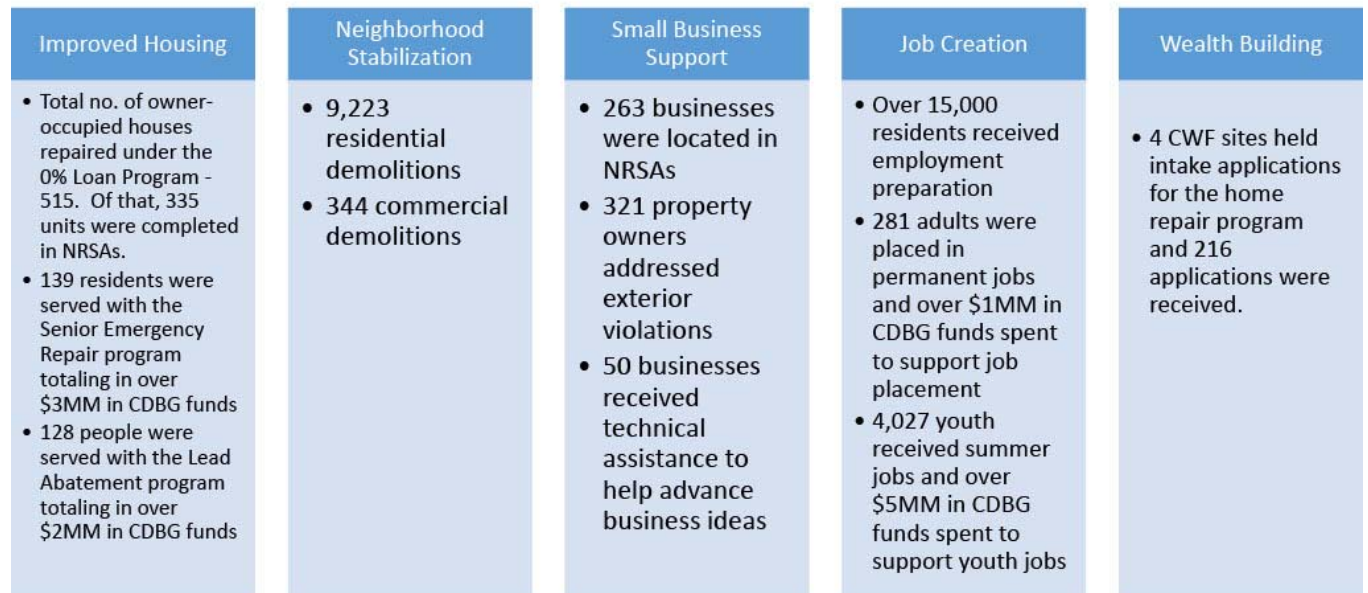 Improved Housing
• Total no. of owner-
occupied houses
repaired under the
0% Loan Program -
515. Of that, 335
units were completed
in NRSAs.
• 139 residents were
served with the
Senior Emergency
Repair program
totaling in over
$3MM in CDBG funds
• 128 people were
served with the Lead
Abatement program
totaling in over
$2MM in CDBG funds
Neighborhood
Stabilization
• 9,223
residential
demolitions
• 344 commercial
demolitions
Small Business
Support
• 263 businesses
were located in
NRSAs
• 321 property
owners
addressed
exterior
violations
• 50 businesses
received
technical
assistance to
help advance
business ideas
Job Creation
• Over 15,000
residents received
employment
preparation
• 281 adults were
placed in
permanent jobs
and over $1MM in
CDBG funds spent
to support job
placement
• 4,027 youth
received summer
jobs and over
$5MM in CDBG
funds spent to
support youth jobs
Wealth Building
• 4 CWF sites held
intake applications
for the home
repair program
and 216
applications were
received.